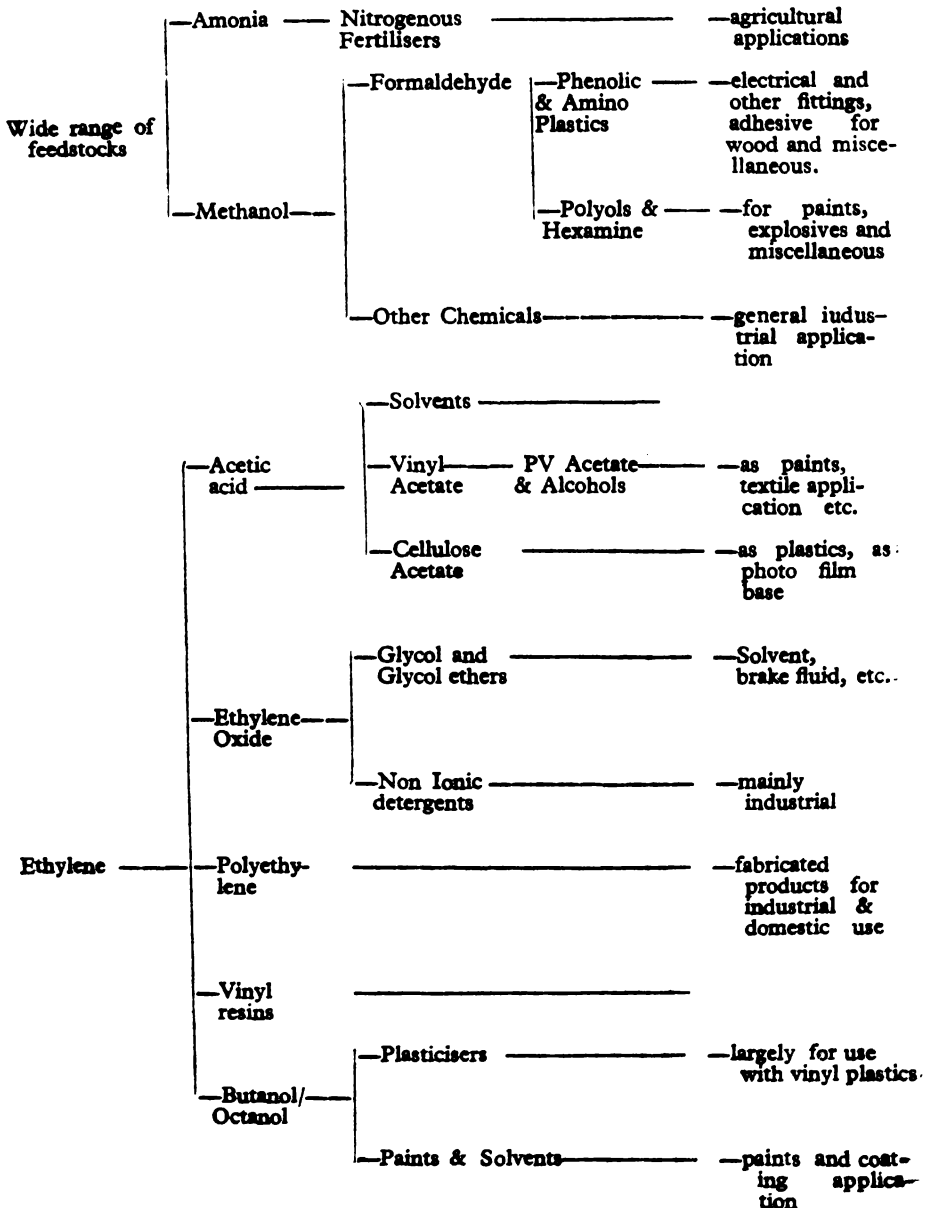 Amonia — Nitrogenous Fertilisers — agricultural
applications
Formaldehyde
Phenolic & Amino Plastics
electrical and
other fittings,
adhesive for
wood and misce-
llaneous.
Wide range of
feedstocks
Methanol
Polyols &
Hexamine
for paints,
explosives and
miscellaneous
Other Chemicals
general iudus-
trial applica-
tion
Solvents
Acetic
acid
Vinyl
Acetate
PV Acetate
& Alcohols
as paints,
textile appli-
cation etc.
Cellulose
Acetate
as plastics, as
photo film
base
Glycol and
Glycol ethers
Solvent,
brake fluid, etc.
Ethylene
Oxide
Non Ionic
detergents
mainly
industrial
Ethylene
Polyethy-
lene
fabricated
products for
industrial &
domestic use
Vinyl
resins
Plasticisers
largely for use
with vinyl plastics
Butanol/
Octanol
Paints & Solvents
paints and coat-
ing applica-
tion